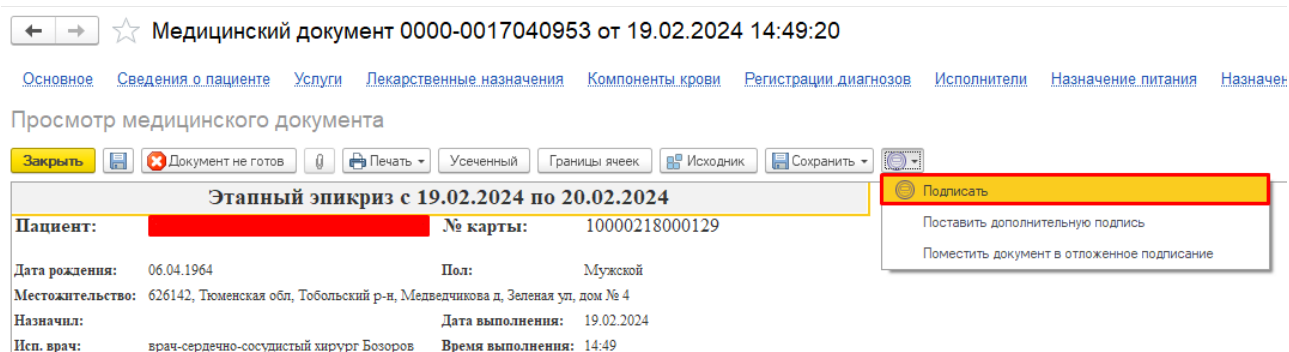 Медицинский документ 0000-0017040953 от 19.02.2024 14:49:20
Основное Сведения о пациенте Услуги Лекарственные назначения Компоненты крови Регистрации диагнозов Исполнители Назначение питания Назначен
Просмотр медицинского документа
Закрыть Документ не готов Печать Усеченный Границы ячеек Исходник Сохранить
Подписать
Поставить дополнительную подпись
Поместить документ в отложенное подписание
Этапный эпикриз с 19.02.2024 по 20.02.2024
Пациент: № карты: 10000218000129
Дата рождения: 06.04.1964 Пол: Мужской
Местожительство: 626142, Тюменская обл, Тобольский р-н, Медведчикова д, Зеленая ул, дом № 4
Назначил: Дата выполнения: 19.02.2024
Исп. врач: врач-сердечно-сосудистый хирург Бозоров Время выполнения: 14:49